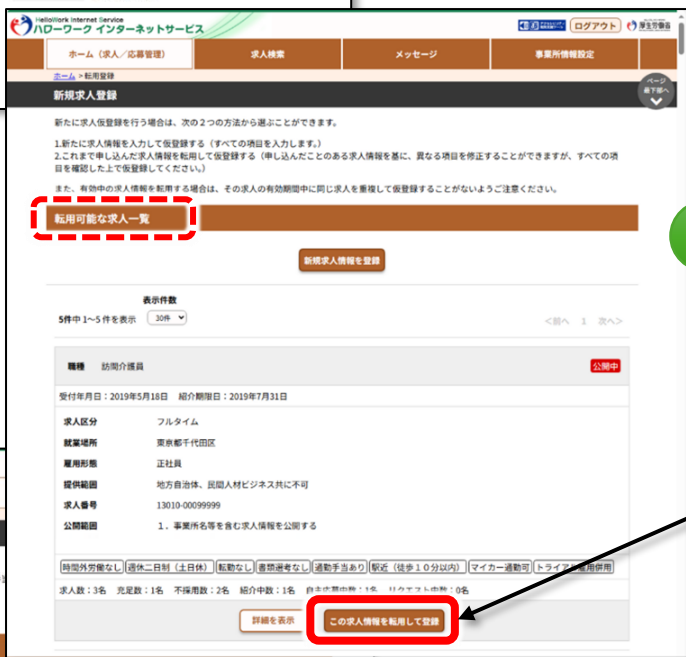 HelloWork Internet Service
ハローワーク インターネットサービス
ログアウト
厚生労働省
ホーム（求人／応募管理）
求人検索
メッセージ
事業所情報設定
ホーム > 転用登録
ページ
最下部へ
新規求人登録
新たに求人仮登録を行う場合は、次の２つの方法から選ぶことができます。
1.新たに求人情報を入力して仮登録する（すべての項目を入力します。）
2.これまで申し込んだ求人情報を転用して仮登録する（申し込んだことのある求人情報を基に、異なる項目を修正することができますが、すべての項
目を確認した上で仮登録してください。）
また、有効中の求人情報を転用する場合は、その求人の有効期間中に同じ求人を重複して仮登録することがないようご注意ください。
転用可能な求人一覧
新規求人情報を登録
表示件数
5件中 1～5 件を表示 30件
<前へ 1 次へ>
職種 訪問介護員 公開中
受付年月日：2019年5月18日 紹介期限日：2019年7月31日
求人区分 フルタイム
就業場所 東京都千代田区
雇用形態 正社員
提供範囲 地方自治体、民間人材ビジネス共に不可
求人番号 13010-00099999
公開範囲 １．事業所名等を含む求人情報を公開する
時間外労働なし 週休二日制（土日休） 転勤なし 書類選考なし 通勤手当あり 駅近（徒歩１０分以内） マイカー通勤可 トライアル雇用併用
求人数：3名 充足数：1名 不採用数：2名 紹介中数：1名 自主応募中数：1名 リクエスト中数：0名
詳細を表示
この求人情報を転用して登録